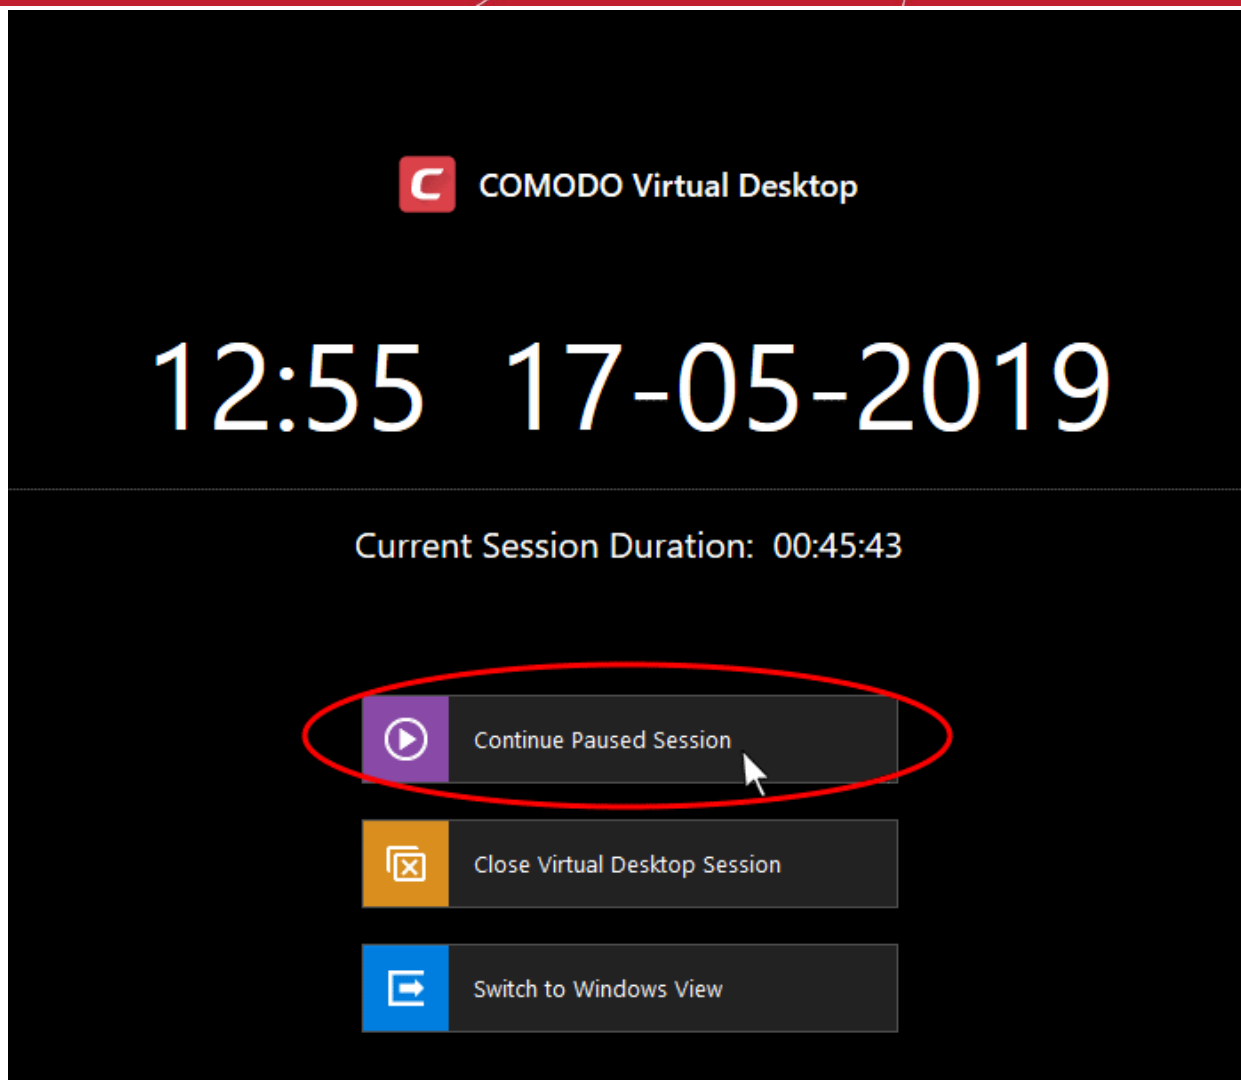 COMODO Virtual Desktop
12:55 17-05-2019
Current Session Duration: 00:45:43
Continue Paused Session
Close Virtual Desktop Session
Switch to Windows View